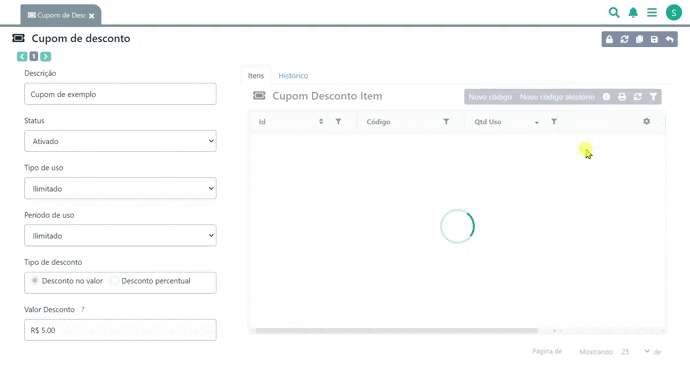 Cupom de Des
S
Cupom de desconto
1
Descrição
Cupom de exemplo
Status
Ativado
Tipo de uso
Ilimitado
Período de uso
Ilimitado
Tipo de desconto
Desconto no valor Desconto percentual
Valor Desconto ?
R$ 5.00
Itens Histórico
Cupom Desconto Item
Novo código Novo código aleatório
Id Código Qtd Uso
Página de Mostrando 25 de